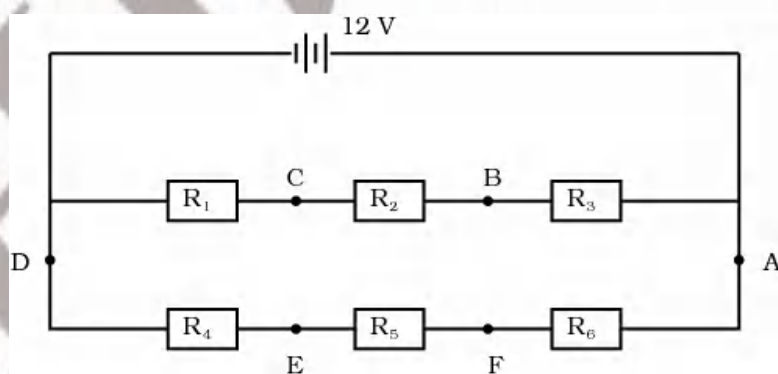 12 V
C B
R₁ R₂ R₃
D A
R₄ R₅ R₆
E F